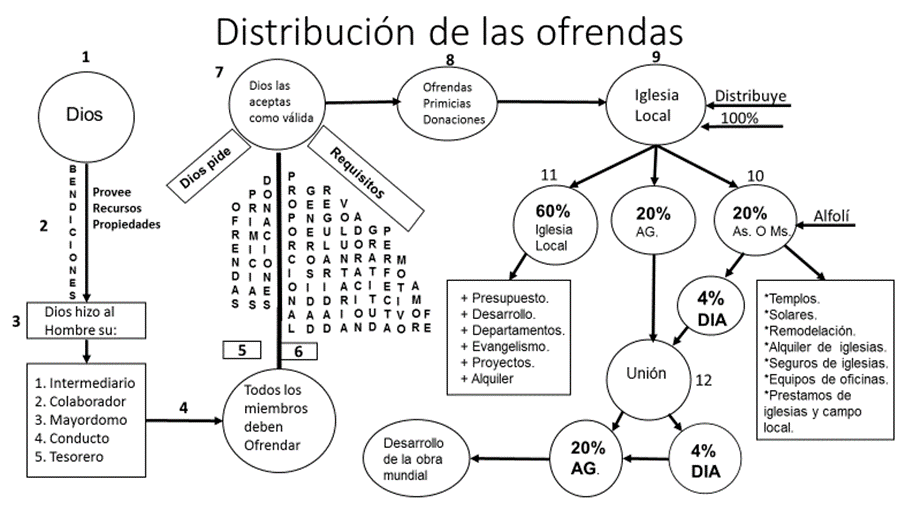 Distribución de las ofrendas
1
Dios
BENDICIONES
2
Provee
Recursos
Propiedades
3
Dios hizo al
Hombre su:
1. Intermediario
2. Colaborador
3. Mayordomo
4. Conducto
5. Tesorero
4
Todos los
miembros
deben
Ofrendar
5
6
OFRENDAS
PRIMICIAS
DONACIONES
PROPORCIONAL
VOLUNTARIA
GRATITUD
MOTIVO
AMOR
FE
Dios pide
Requisitos
7
Dios las
aceptas
como válida
8
Ofrendas
Primicias
Donaciones
9
Iglesia
Local
Distribuye
100%
11
60%
Iglesia
Local
20%
AG.
10
20%
As. O Ms.
Alfolí
+ Presupuesto.
+ Desarrollo.
+ Departamentos.
+ Evangelismo.
+ Proyectos.
+ Alquiler
4%
DIA
*Templos.
*Solares.
*Remodelación.
*Alquiler de iglesias.
*Seguros de iglesias.
*Equipos de oficinas.
*Prestamos de
iglesias y campo
local.
Unión
12
20%
AG.
4%
DIA
Desarrollo
de la obra
mundial